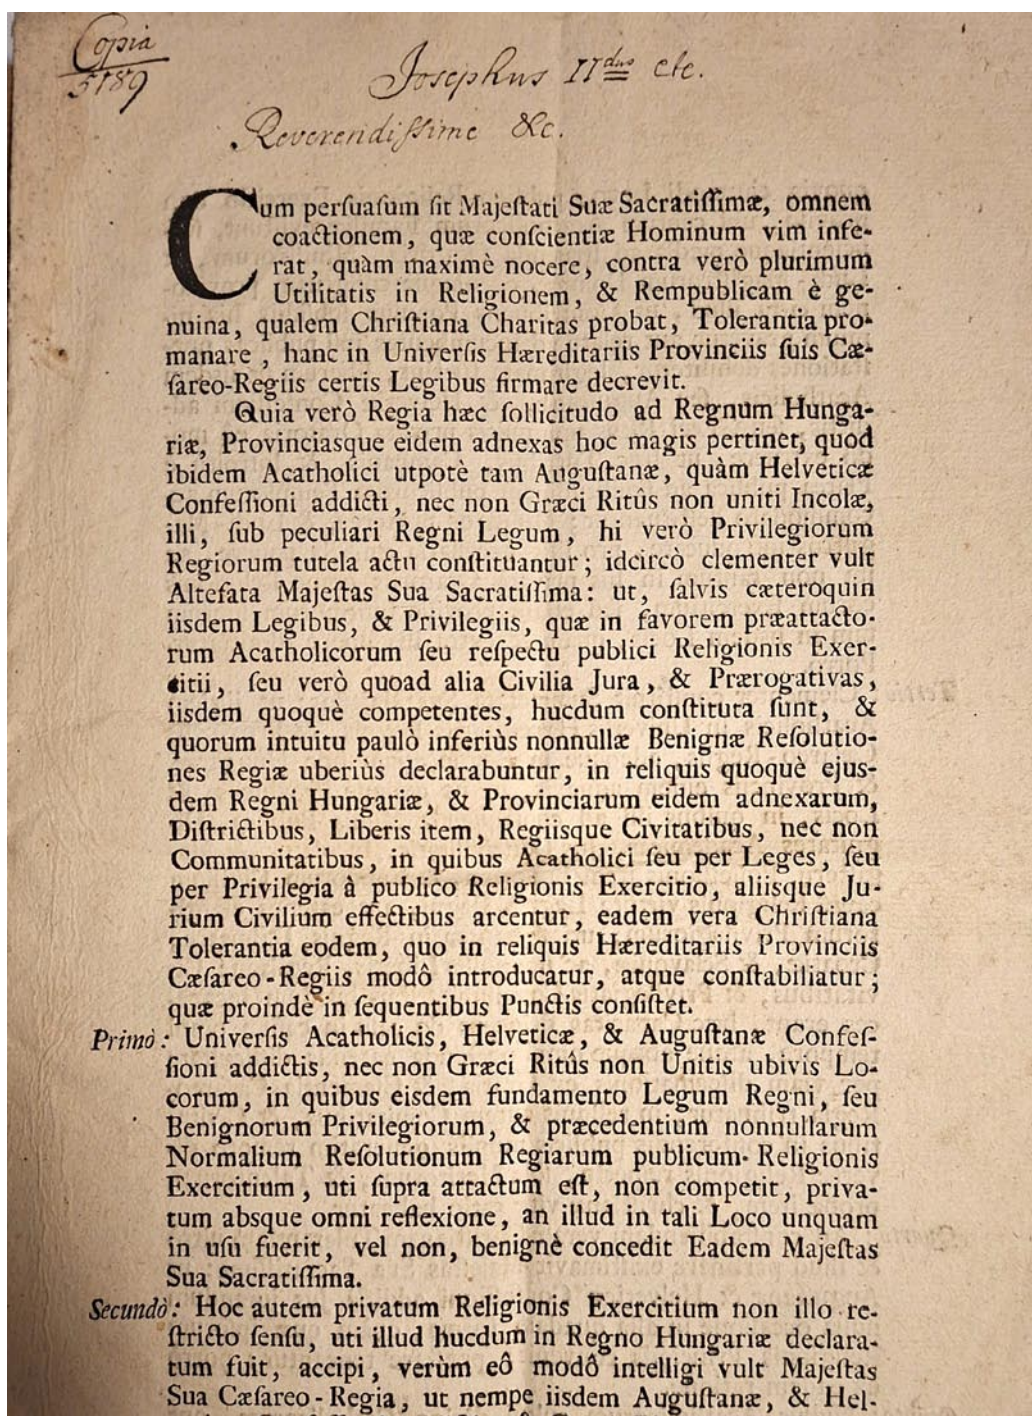 Copia
5189
Josephus II dus etc.
Reverendissime &c.
Cum perſuaſum ſit Majeſtati Suæ Sacratiſſimæ, omnem
coactionem, quæ conſcientiæ Hominum vim infe-
rat, quàm maximè nocere, contra verò plurimum
Utilitatis in Religionem, & Rempublicam è ge-
nuina, qualem Chriſtiana Charitas probat, Tolerantia pro-
manare, hanc in Univerſis Hæreditariis Provinciis ſuis Cæ-
ſareo-Regiis certis Legibus firmare decrevit.
Quia verò Regia hæc ſollicitudo ad Regnum Hunga-
riæ, Provinciasque eidem adnexas hoc magis pertinet, quod
ibidem Acatholici utpotè tam Auguſtanæ, quàm Helveticæ
Confeſſioni addicti, nec non Græci Ritûs non uniti Incolæ,
illi, ſub peculiari Regni Legum, hi verò Privilegiorum
Regiorum tutela actu conſtituantur; idcircò clementer vult
Altefata Majeſtas Sua Sacratiſſima: ut, ſalvis cæteroquin
iisdem Legibus, & Privilegiis, quæ in favorem præattacto-
rum Acatholicorum ſeu reſpectu publici Religionis Exer-
citii, ſeu verò quoad alia Civilia Jura, & Prærogativas,
iisdem quoquè competentes, hucdum conſtituta ſunt, &
quorum intuitu paulò inferiùs nonnullæ Benignæ Reſolutio-
nes Regiæ uberiùs declarabuntur, in reliquis quoquè ejus-
dem Regni Hungariæ, & Provinciarum eidem adnexarum,
Diſtrictibus, Liberis item, Regiisque Civitatibus, nec non
Communitatibus, in quibus Acatholici ſeu per Leges, ſeu
per Privilegia à publico Religionis Exercitio, aliisque Ju-
rium Civilium effectibus arcentur, eadem vera Chriſtiana
Tolerantia eodem, quo in reliquis Hæreditariis Provinciis
Cæſareo-Regiis modô introducatur, atque conſtabiliatur;
quæ proindè in ſequentibus Punctis conſiſtet.
Primò: Univerſis Acatholicis, Helveticæ, & Auguſtanæ Confeſ-
ſioni addictis, nec non Græci Ritûs non Unitis ubivis Lo-
corum, in quibus eisdem fundamento Legum Regni, ſeu
Benignorum Privilegiorum, & præcedentium nonnullarum
Normalium Reſolutionum Regiarum publicum Religionis
Exercitium, uti ſupra attactum eſt, non competit, priva-
tum absque omni reflexione, an illud in tali Loco unquam
in uſu fuerit, vel non, benignè concedit Eadem Majeſtas
Sua Sacratiſſima.
Secundò: Hoc autem privatum Religionis Exercitium non illo re-
ſtricto ſenſu, uti illud hucdum in Regno Hungariæ declara-
tum fuit, accipi, verùm eô modô intelligi vult Majeſtas
Sua Cæſareo-Regia, ut nempe iisdem Auguſtanæ, & Hel-